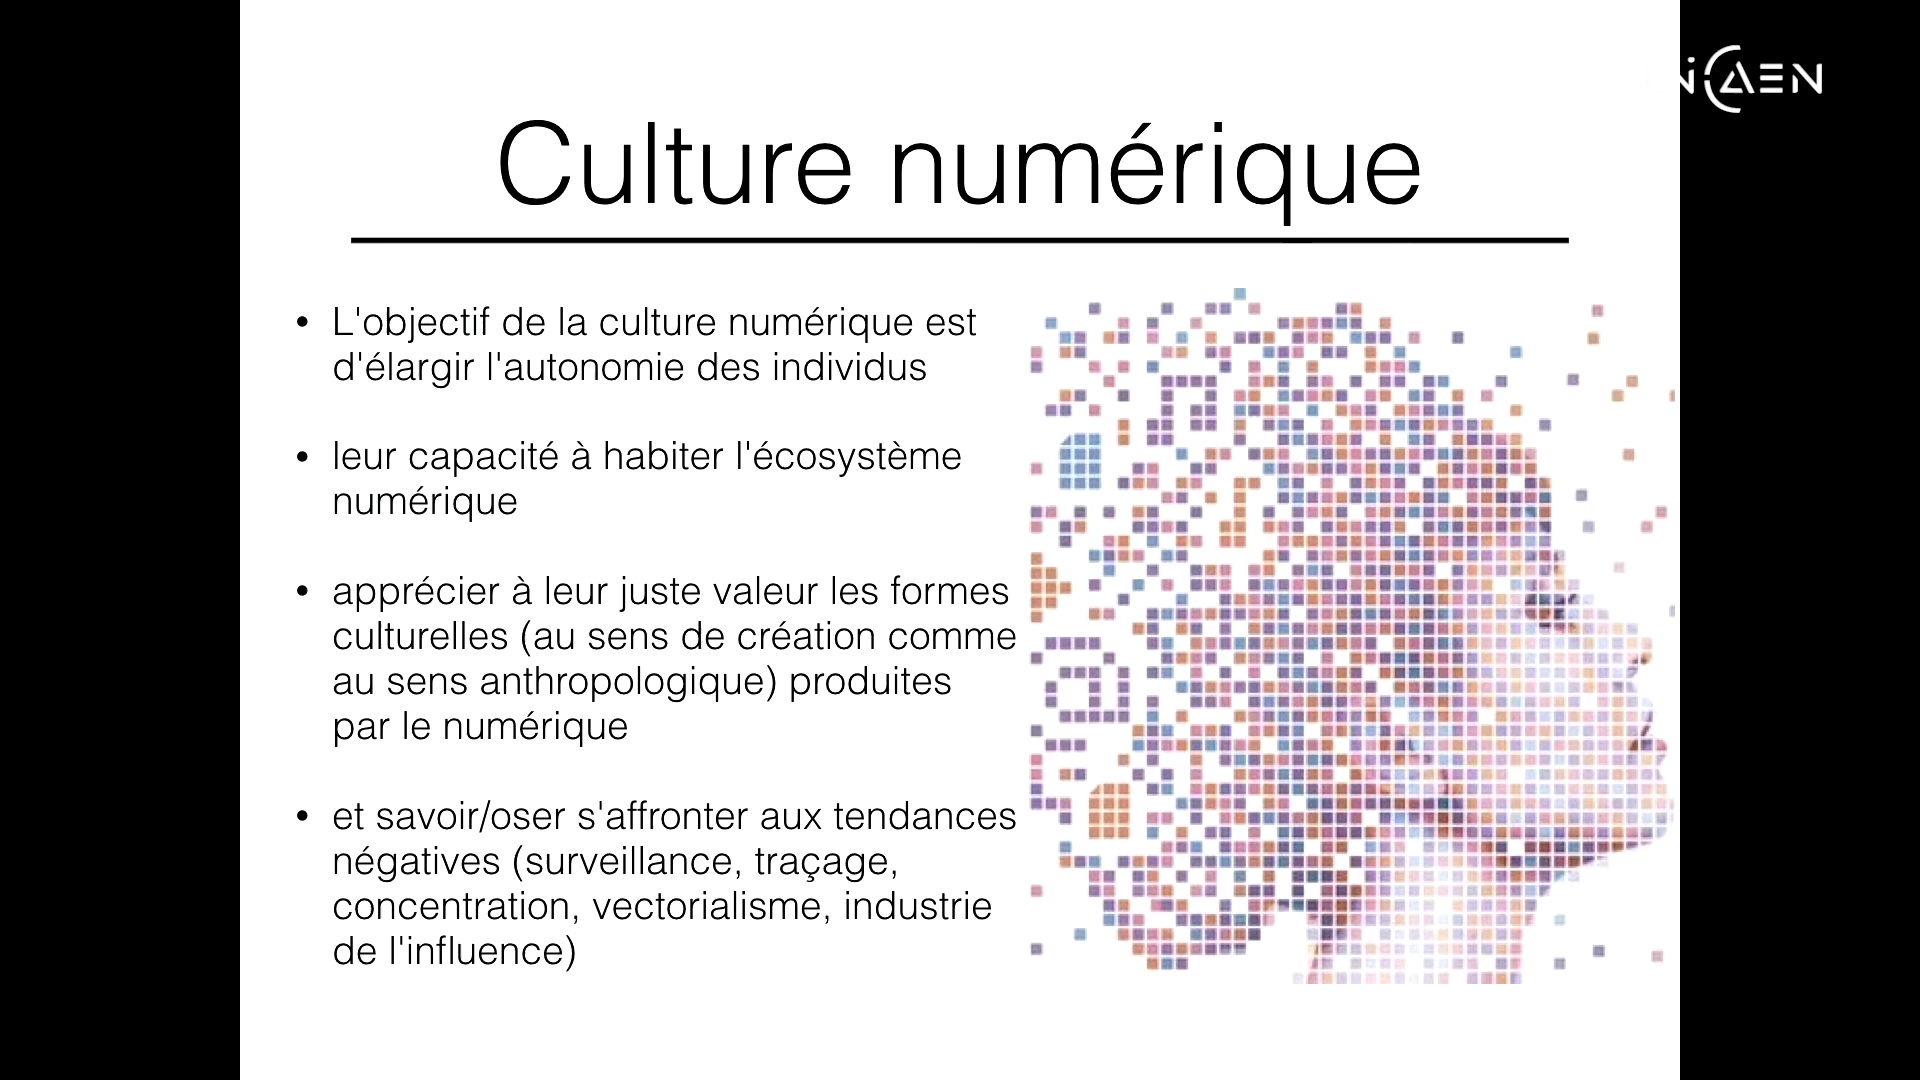 iCAEN
Culture numérique
• L'objectif de la culture numérique est
d'élargir l'autonomie des individus
• leur capacité à habiter l'écosystème
numérique
• apprécier à leur juste valeur les formes
culturelles (au sens de création comme
au sens anthropologique) produites
par le numérique
• et savoir/oser s'affronter aux tendances
négatives (surveillance, traçage,
concentration, vectorialisme, industrie
de l'influence)